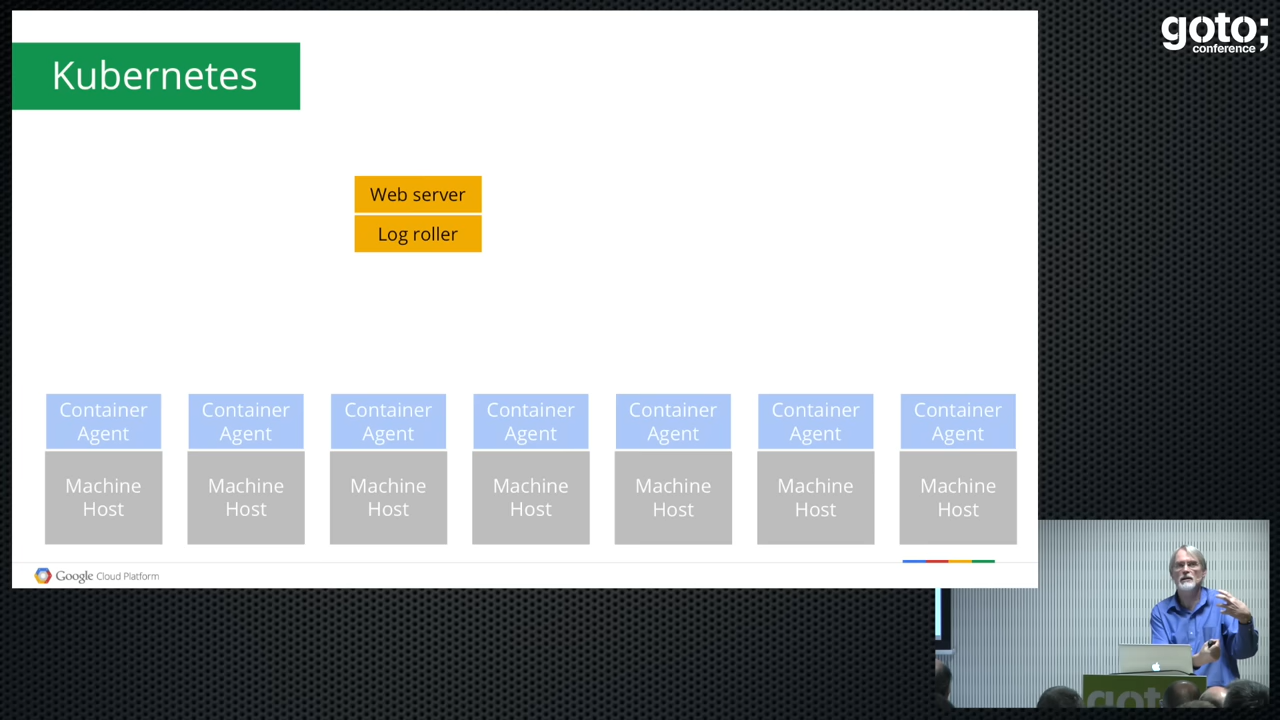 goto;
conference
Kubernetes
Web server
Log roller
Container Agent
Container Agent
Container Agent
Container Agent
Container Agent
Container Agent
Container Agent
Machine Host
Machine Host
Machine Host
Machine Host
Machine Host
Machine Host
Machine Host
Google Cloud Platform
goto